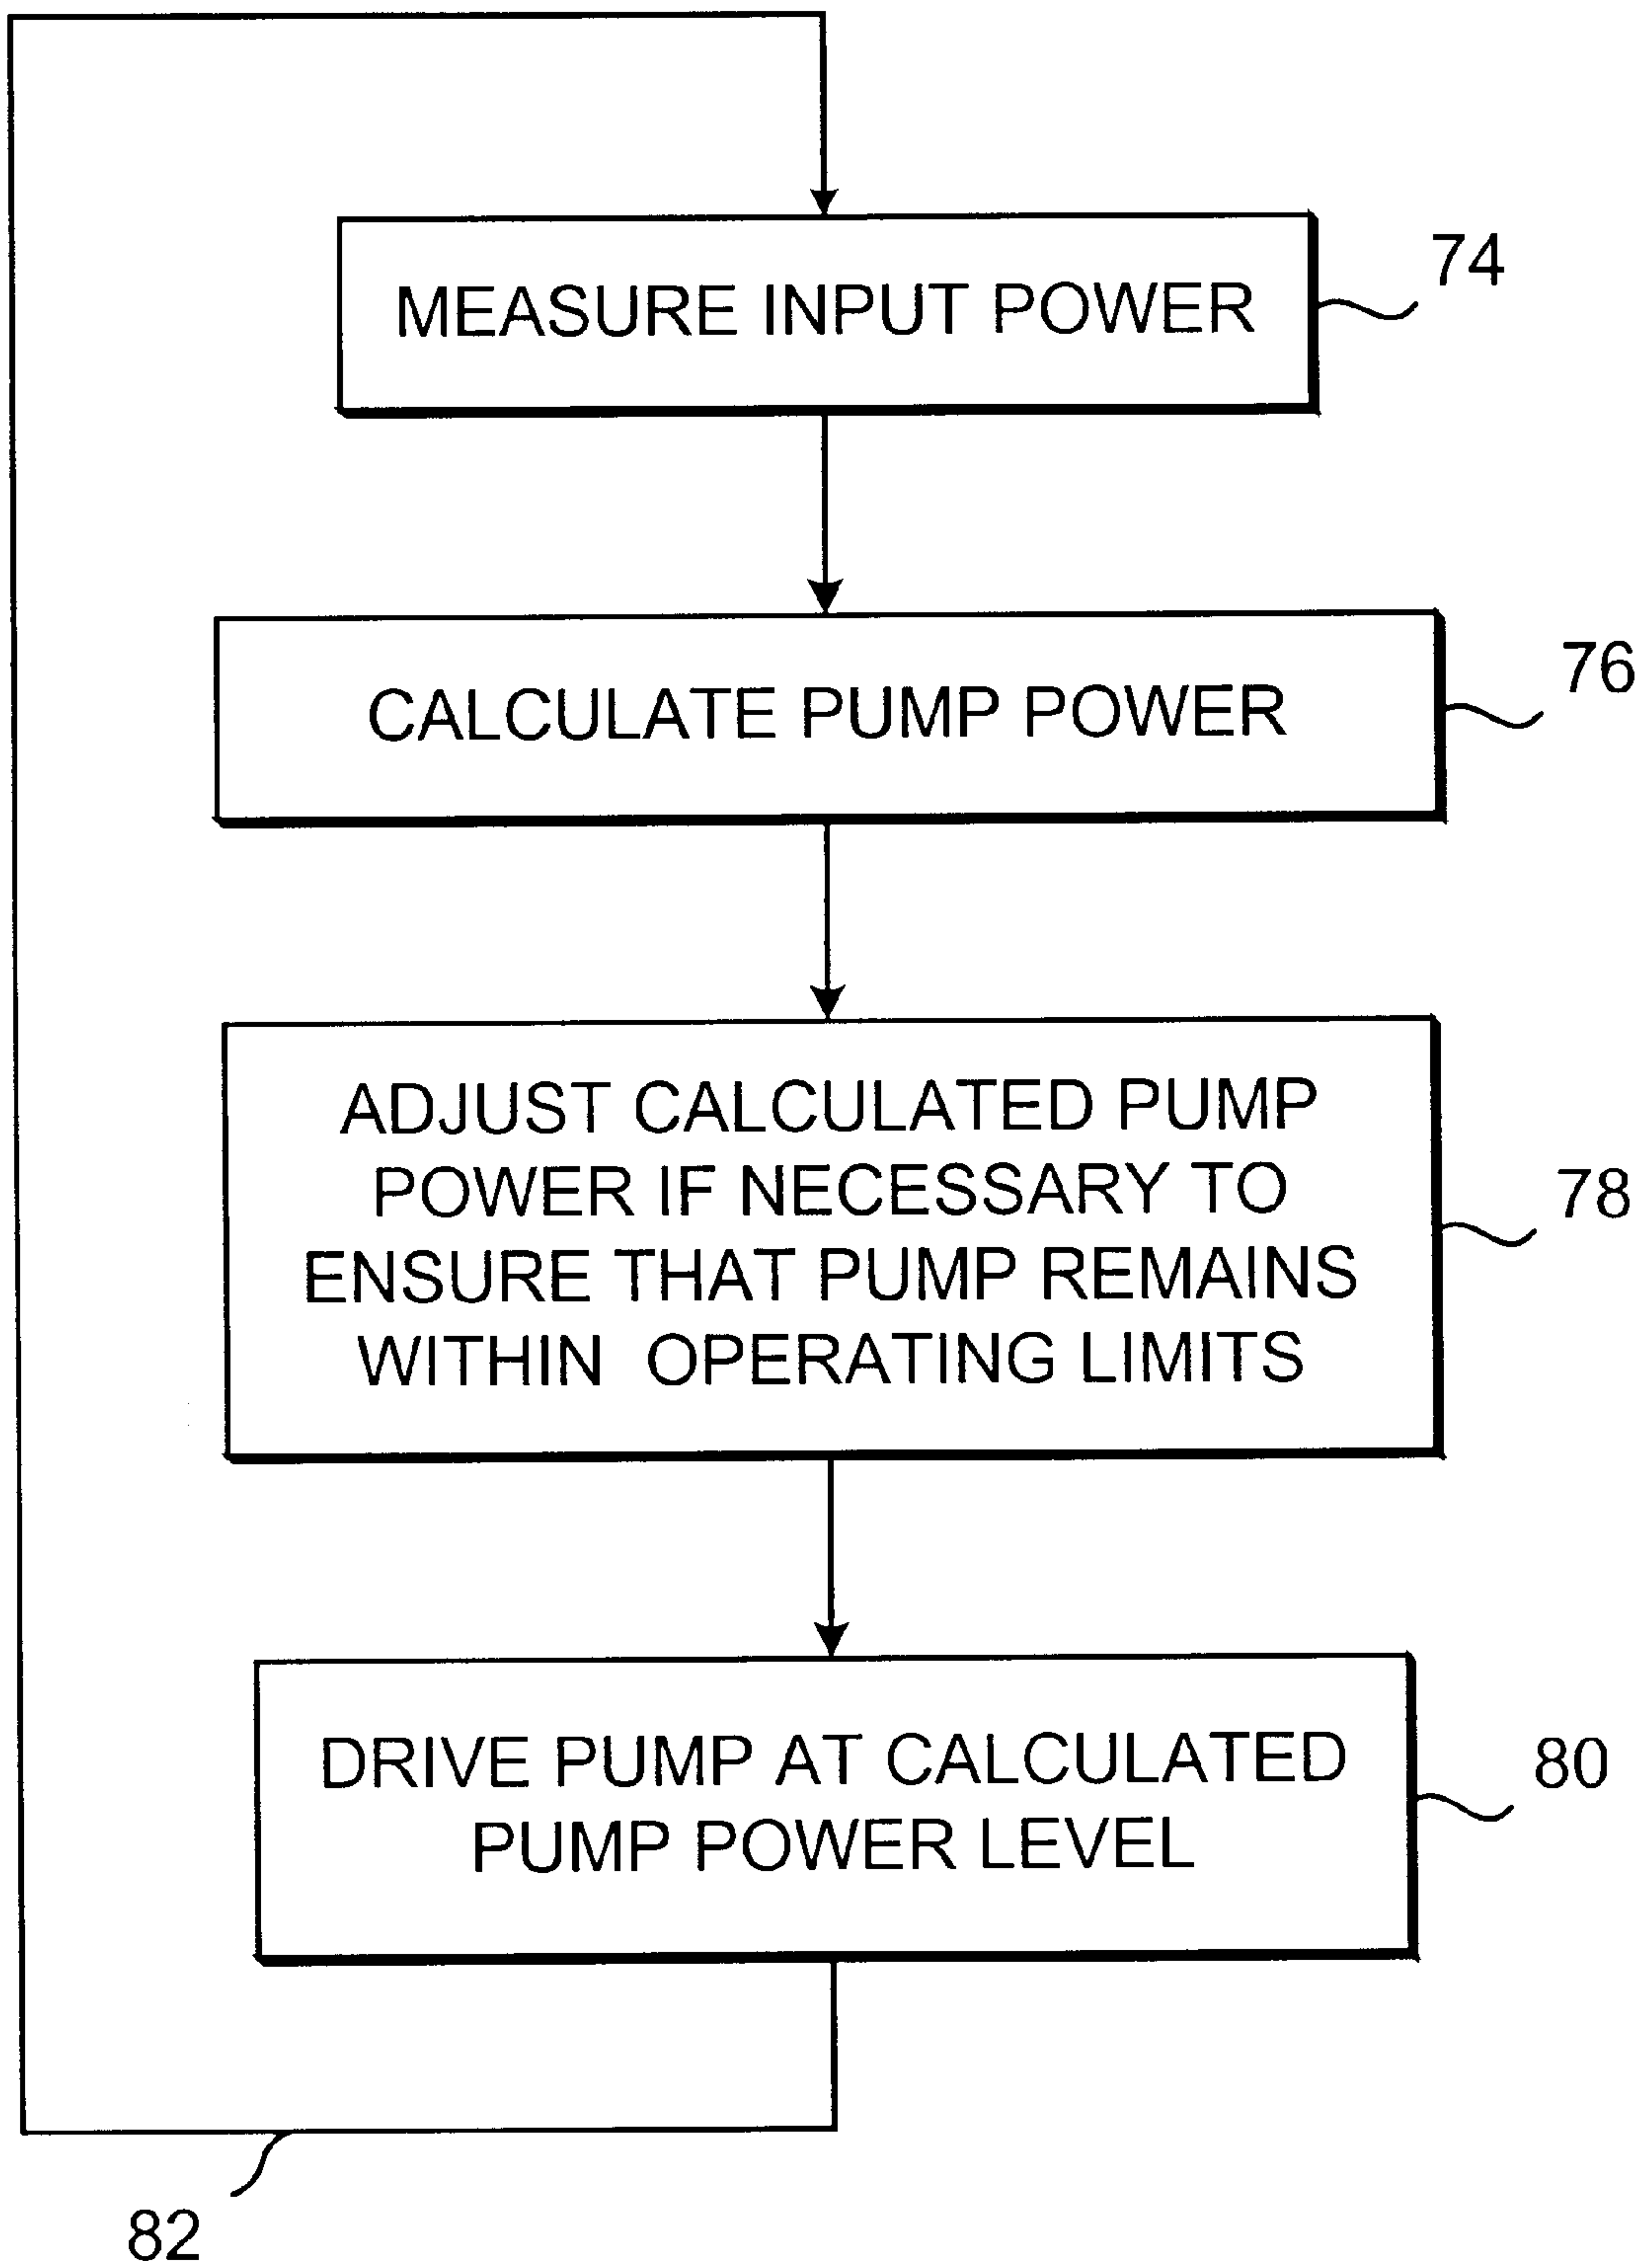 MEASURE INPUT POWER
74
CALCULATE PUMP POWER
76
ADJUST CALCULATED PUMP
POWER IF NECESSARY TO
ENSURE THAT PUMP REMAINS
WITHIN OPERATING LIMITS
78
DRIVE PUMP AT CALCULATED
PUMP POWER LEVEL
80
82